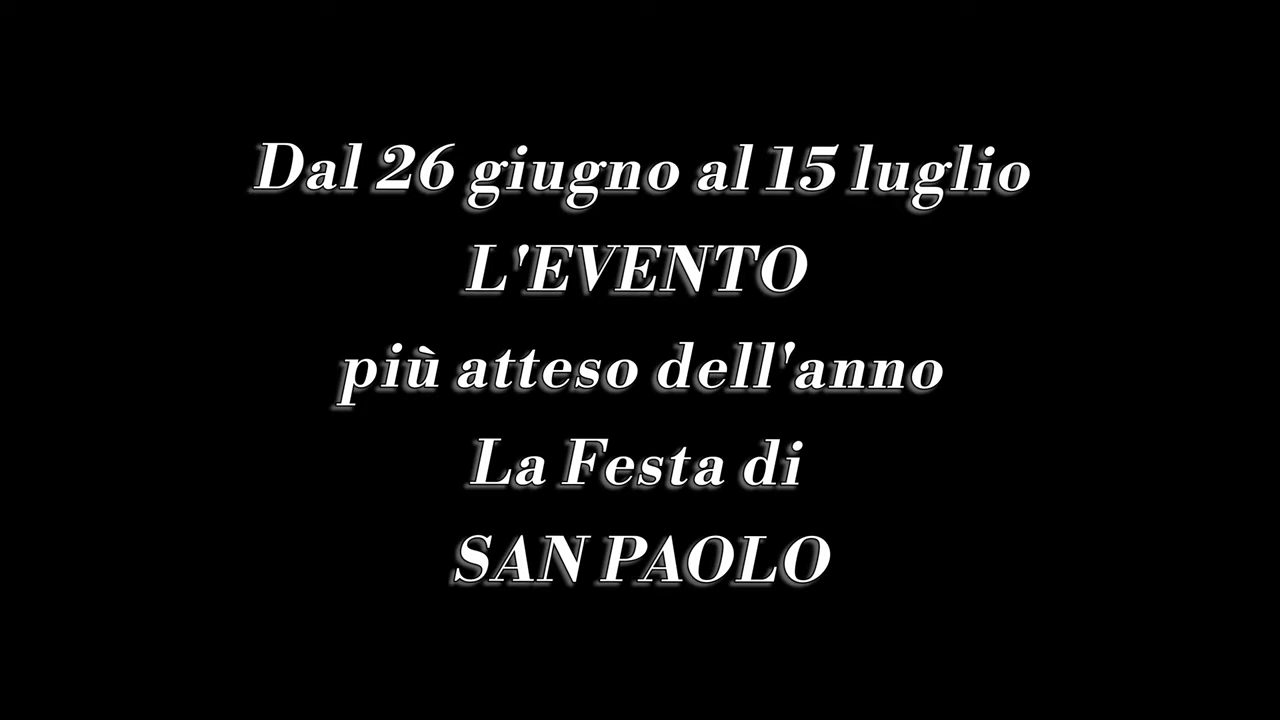 Dal 26 giugno al 15 luglio
L'EVENTO
più atteso dell'anno
La Festa di
SAN PAOLO